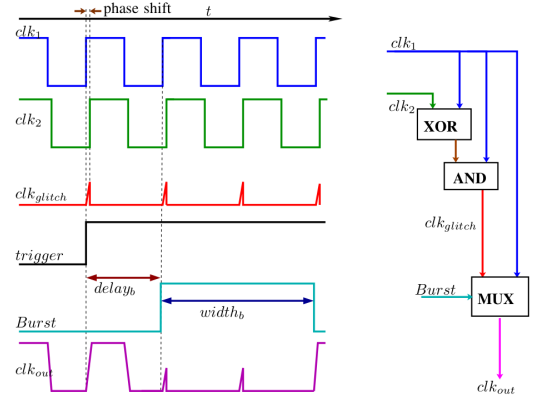 phase shift
t
clk1
clk2
clkglitch
trigger
delayb
Burst
widthb
clkout
clk1
clk2
XOR
AND
clkglitch
Burst
MUX
clkout